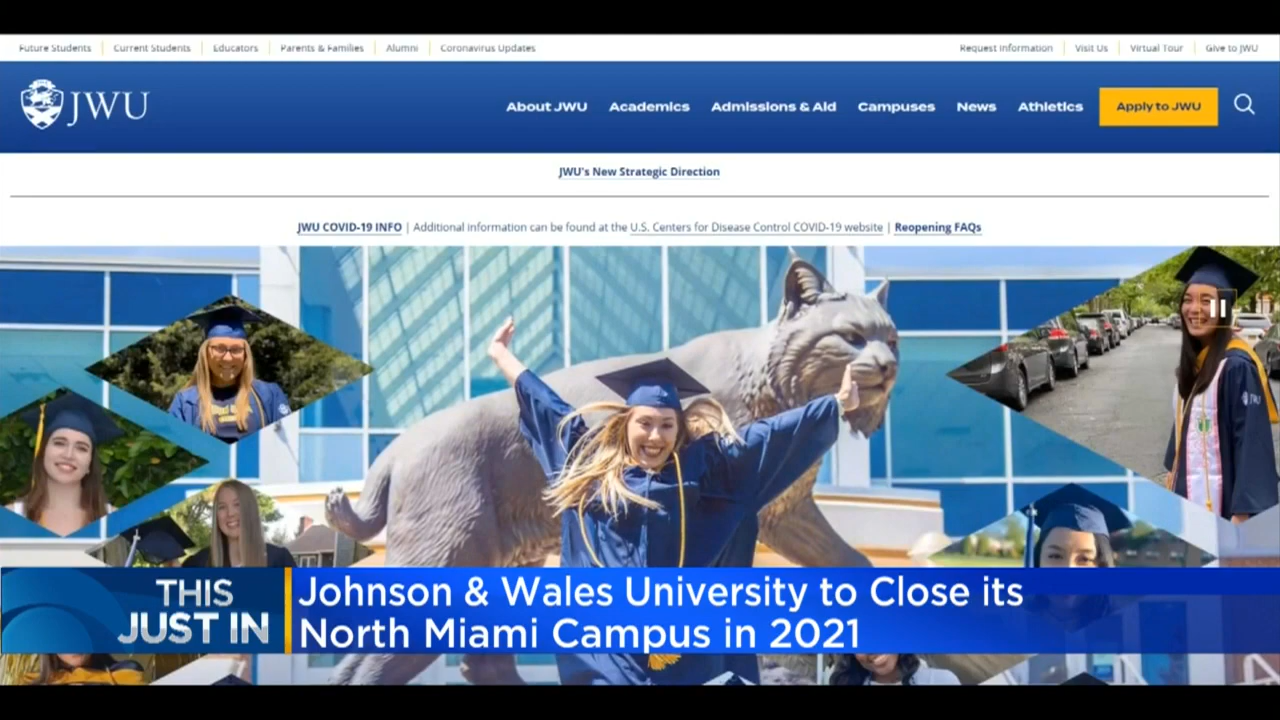 Future Students Current Students Educators Parents & Families Alumni Coronavirus Updates Request Information Visit Us Virtual Tour Give to JWU
JWU About JWU Academics Admissions & Aid Campuses News Athletics Apply to JWU
JWU's New Strategic Direction
JWU COVID-19 INFO | Additional information can be found at the U.S. Centers for Disease Control COVID-19 website | Reopening FAQs
THIS
JUST IN
Johnson & Wales University to Close its
North Miami Campus in 2021